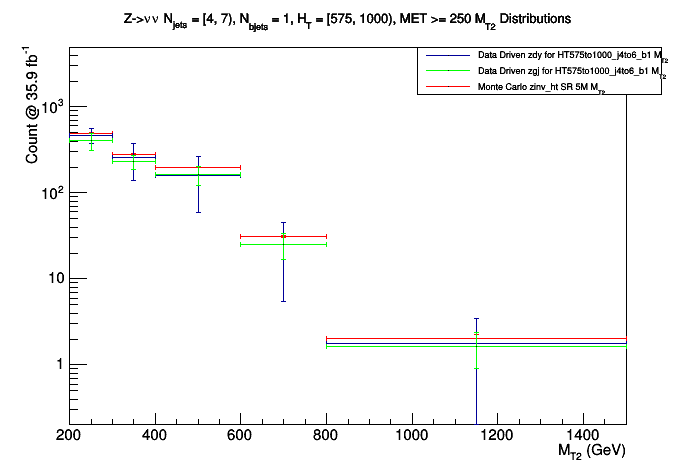 Z->νν N_jets = [4, 7), N_bjets = 1, H_T = [575, 1000), MET >= 250 M_T2 Distributions
Data Driven zdy for HT575to1000_j4to6_b1 M_T2
Data Driven zgj for HT575to1000_j4to6_b1 M_T2
Monte Carlo zinv_ht SR 5M M_T2
Count @ 35.9 fb^-1
10^3
10^2
10
1
200 400 600 800 1000 1200 1400
M_T2 (GeV)